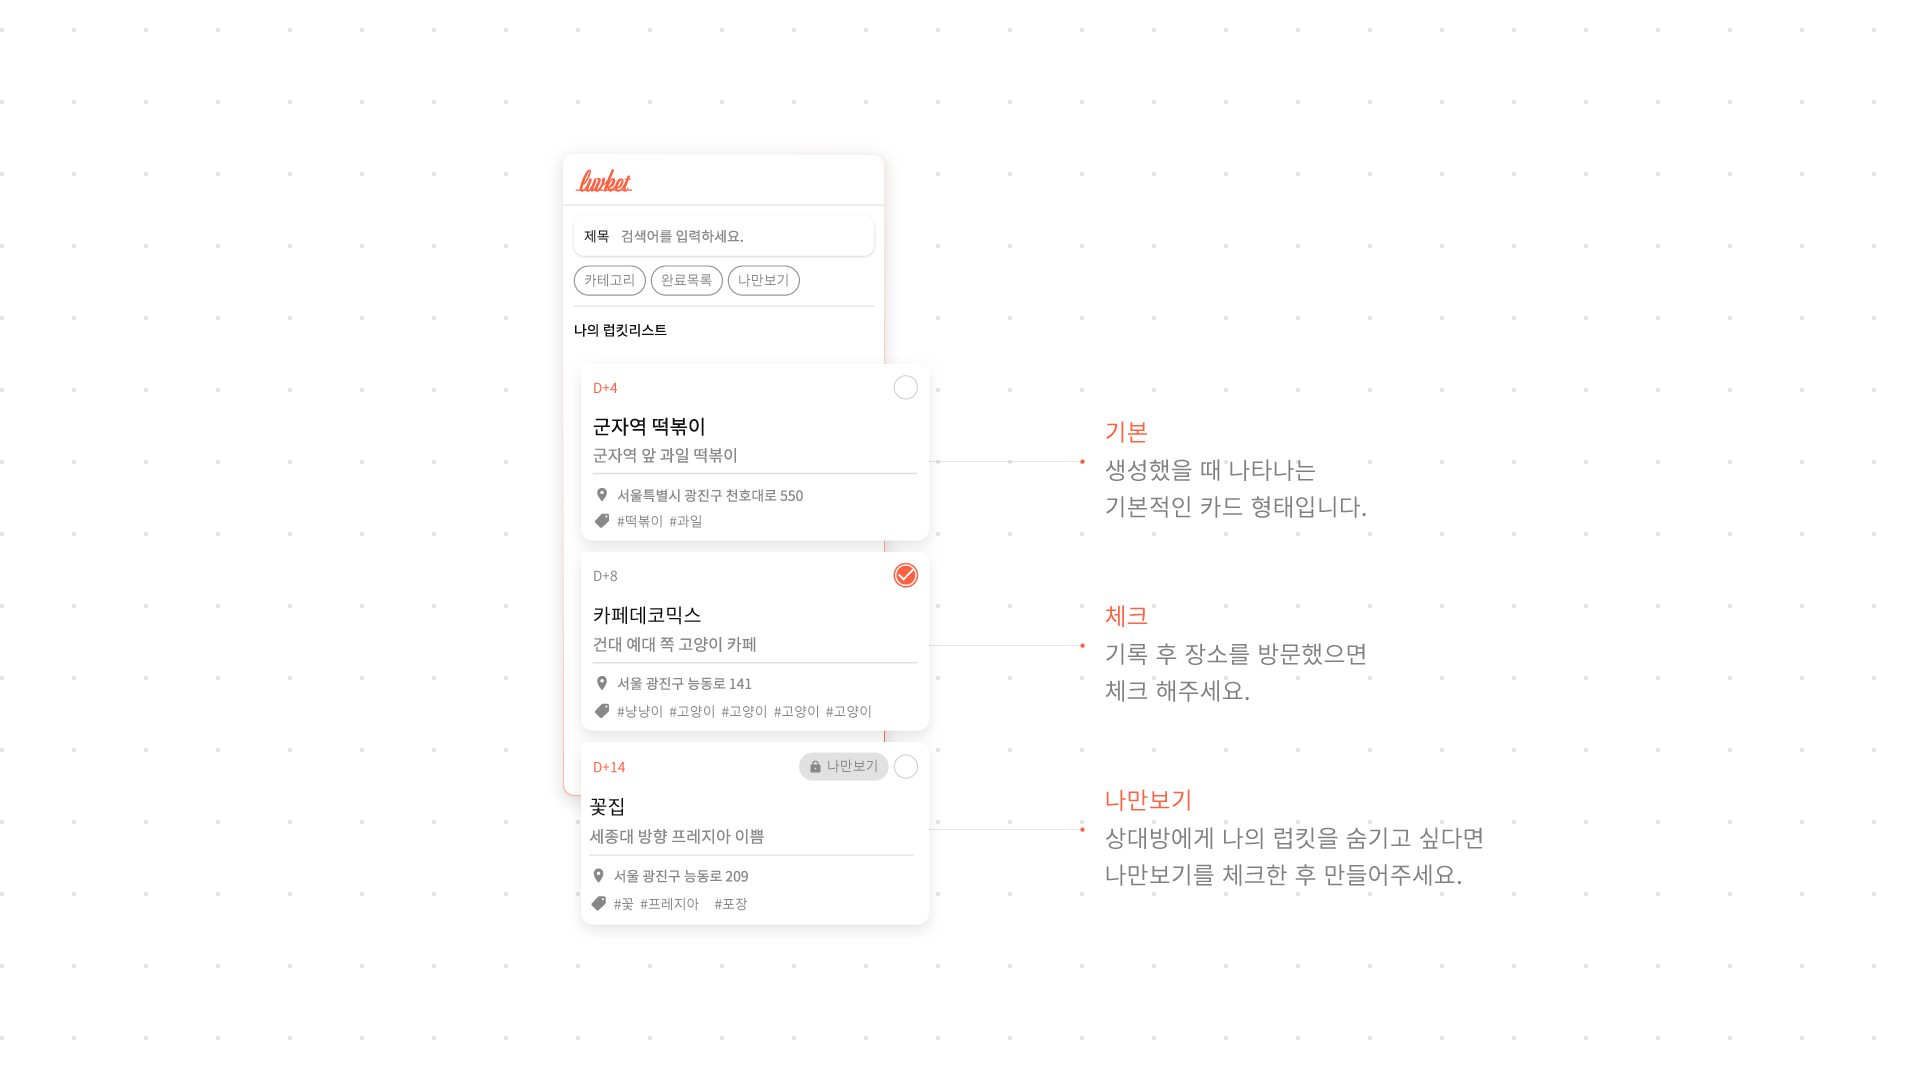 luvket
제목 검색어를 입력하세요.
카테고리 완료목록 나만보기
나의 럽킷리스트
D+4
군자역 떡볶이
군자역 앞 과일 떡볶이
서울특별시 광진구 천호대로 550
#떡볶이 #과일
D+8
카페데코믹스
건대 예대 쪽 고양이 카페
서울 광진구 능동로 141
#냥냥이 #고양이 #고양이 #고양이 #고양이
D+14 나만보기
꽃집
세종대 방향 프레지아 이쁨
서울 광진구 능동로 209
#꽃 #프레지아 #포장
기본
생성했을 때 나타나는
기본적인 카드 형태입니다.
체크
기록 후 장소를 방문했으면
체크 해주세요.
나만보기
상대방에게 나의 럽킷을 숨기고 싶다면
나만보기를 체크한 후 만들어주세요.